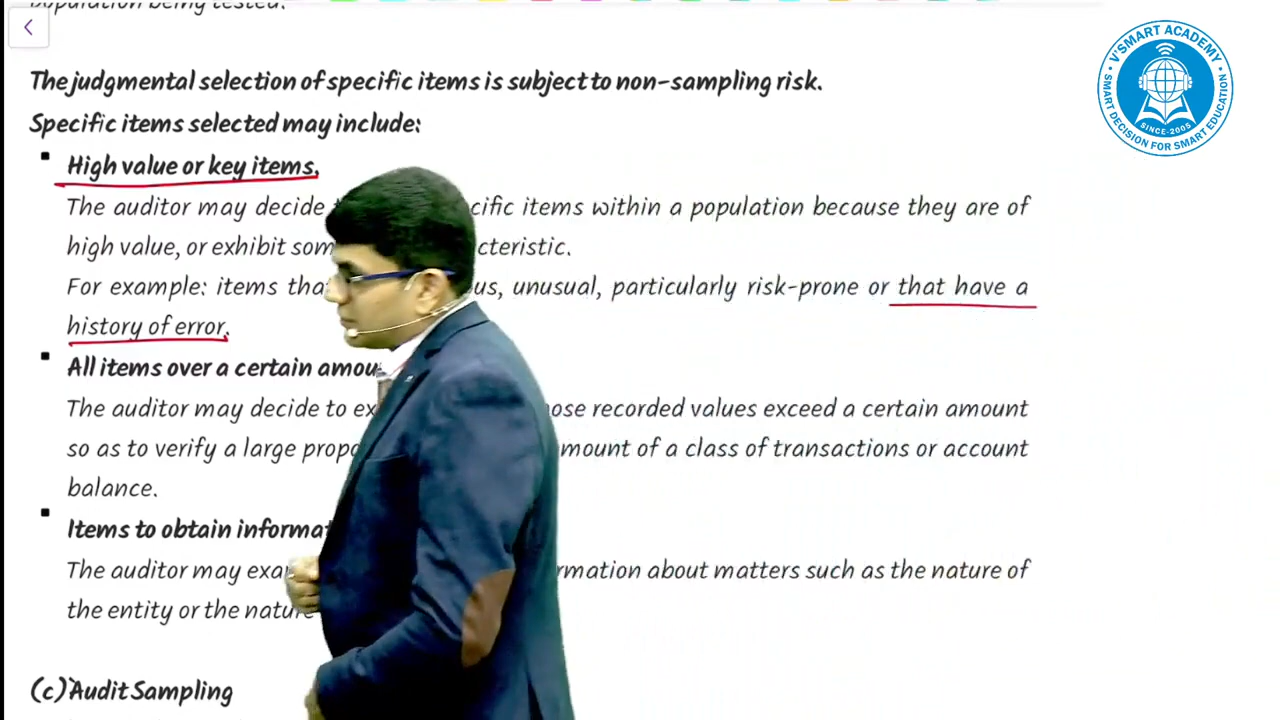 population being tested.
The judgmental selection of specific items is subject to non-sampling risk.
Specific items selected may include:
High value or key items.
The auditor may decide cific items within a population because they are of
high value, or exhibit som cteristic.
For example: items tha us, unusual, particularly risk-prone or that have a
history of error.
All items over a certain amou
The auditor may decide to ex ose recorded values exceed a certain amount
so as to verify a large propo mount of a class of transactions or account
balance.
Items to obtain informat
The auditor may exa rmation about matters such as the nature of
the entity or the nature
(c) Audit Sampling
V'SMART ACADEMY
SMART DECISION FOR SMART EDUCATION
SINCE-2005